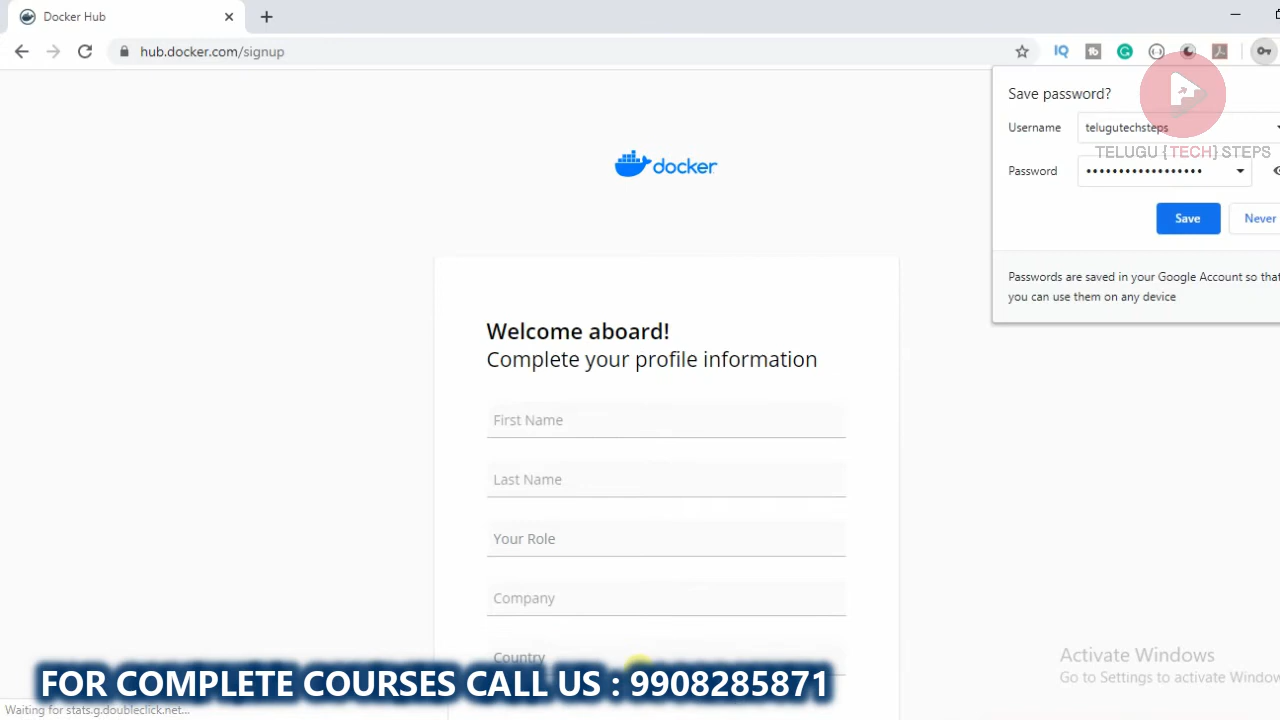 Docker Hub
hub.docker.com/signup
IQ
Save password?
Username
telugutechsteps
TELUGU {TECH} STEPS
Password
••••••••••••••••••
Save
Never
Passwords are saved in your Google Account so that
you can use them on any device
docker
Welcome aboard!
Complete your profile information
First Name
Last Name
Your Role
Company
Country
FOR COMPLETE COURSES CALL US : 9908285871
Activate Windows
Go to Settings to activate Window
Waiting for stats.g.doubleclick.net...